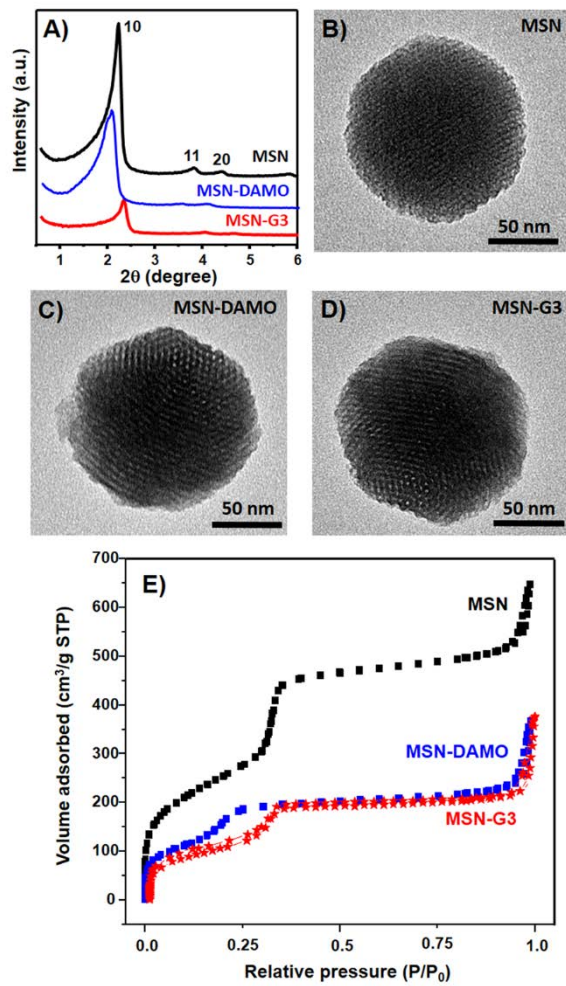 A)
Intensity (a.u.)
10
11
20
MSN
MSN-DAMO
MSN-G3
1 2 3 4 5 6
2θ (degree)
B)
MSN
50 nm
C)
MSN-DAMO
50 nm
D)
MSN-G3
50 nm
E)
Volume adsorbed (cm³/g STP)
700
600
500
400
300
200
100
0
MSN
MSN-DAMO
MSN-G3
0.0 0.25 0.50 0.75 1.0
Relative pressure (P/P₀)